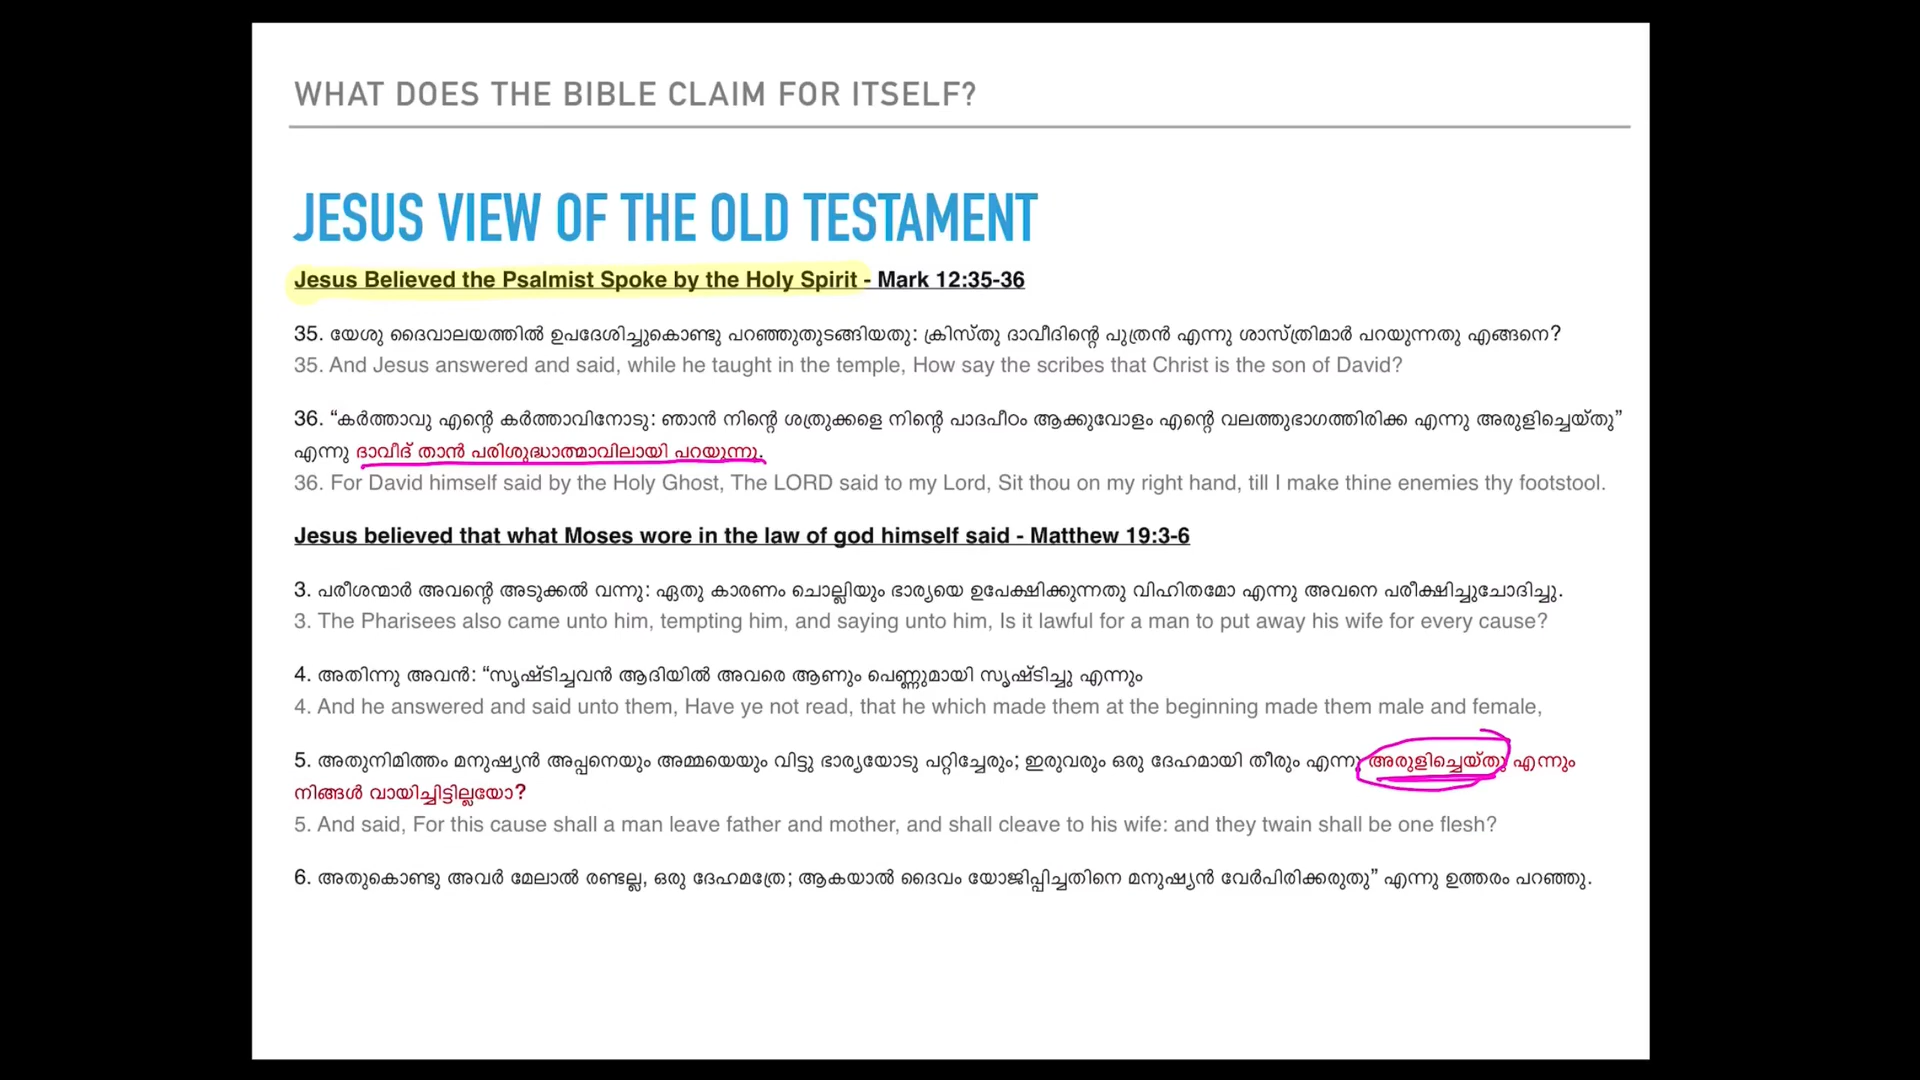 WHAT DOES THE BIBLE CLAIM FOR ITSELF?
JESUS VIEW OF THE OLD TESTAMENT
Jesus Believed the Psalmist Spoke by the Holy Spirit - Mark 12:35-36
35. യേശു ദൈവാലയത്തിൽ ഉപദേശിച്ചുകൊണ്ടു പറഞ്ഞുതുടങ്ങിയതു: ക്രിസ്തു ദാവീദിന്റെ പുത്രൻ എന്നു ശാസ്ത്രിമാർ പറയുന്നതു എങ്ങനെ?
35. And Jesus answered and said, while he taught in the temple, How say the scribes that Christ is the son of David?
36. “കർത്താവു എന്റെ കർത്താവിനോടു: ഞാൻ നിന്റെ ശത്രുക്കളെ നിന്റെ പാദപീഠം ആക്കുവോളം എന്റെ വലത്തുഭാഗത്തിരിക്ക എന്നു അരുളിച്ചെയ്തു”
എന്നു ദാവീദ് താൻ പരിശുദ്ധാത്മാവിലായി പറയുന്നു.
36. For David himself said by the Holy Ghost, The LORD said to my Lord, Sit thou on my right hand, till I make thine enemies thy footstool.
Jesus believed that what Moses wore in the law of god himself said - Matthew 19:3-6
3. പരീശന്മാർ അവന്റെ അടുക്കൽ വന്നു: ഏതു കാരണം ചൊല്ലിയും ഭാര്യയെ ഉപേക്ഷിക്കുന്നതു വിഹിതമോ എന്നു അവനെ പരീക്ഷിച്ചുചോദിച്ചു.
3. The Pharisees also came unto him, tempting him, and saying unto him, Is it lawful for a man to put away his wife for every cause?
4. അതിന്നു അവൻ: “സൃഷ്ടിച്ചവൻ ആദിയിൽ അവരെ ആണും പെണ്ണുമായി സൃഷ്ടിച്ചു എന്നും
4. And he answered and said unto them, Have ye not read, that he which made them at the beginning made them male and female,
5. അതുനിമിത്തം മനുഷ്യൻ അപ്പനെയും അമ്മയെയും വിട്ടു ഭാര്യയോടു പറ്റിച്ചേരും; ഇരുവരും ഒരു ദേഹമായി തീരും എന്നു അരുളിച്ചെയ്തു എന്നും
നിങ്ങൾ വായിച്ചിട്ടില്ലയോ?
5. And said, For this cause shall a man leave father and mother, and shall cleave to his wife: and they twain shall be one flesh?
6. അതുകൊണ്ടു അവർ മേലാൽ രണ്ടല്ല, ഒരു ദേഹമത്രേ; ആകയാൽ ദൈവം യോജിപ്പിച്ചതിനെ മനുഷ്യൻ വേർപിരിക്കരുതു” എന്നു ഉത്തരം പറഞ്ഞു.